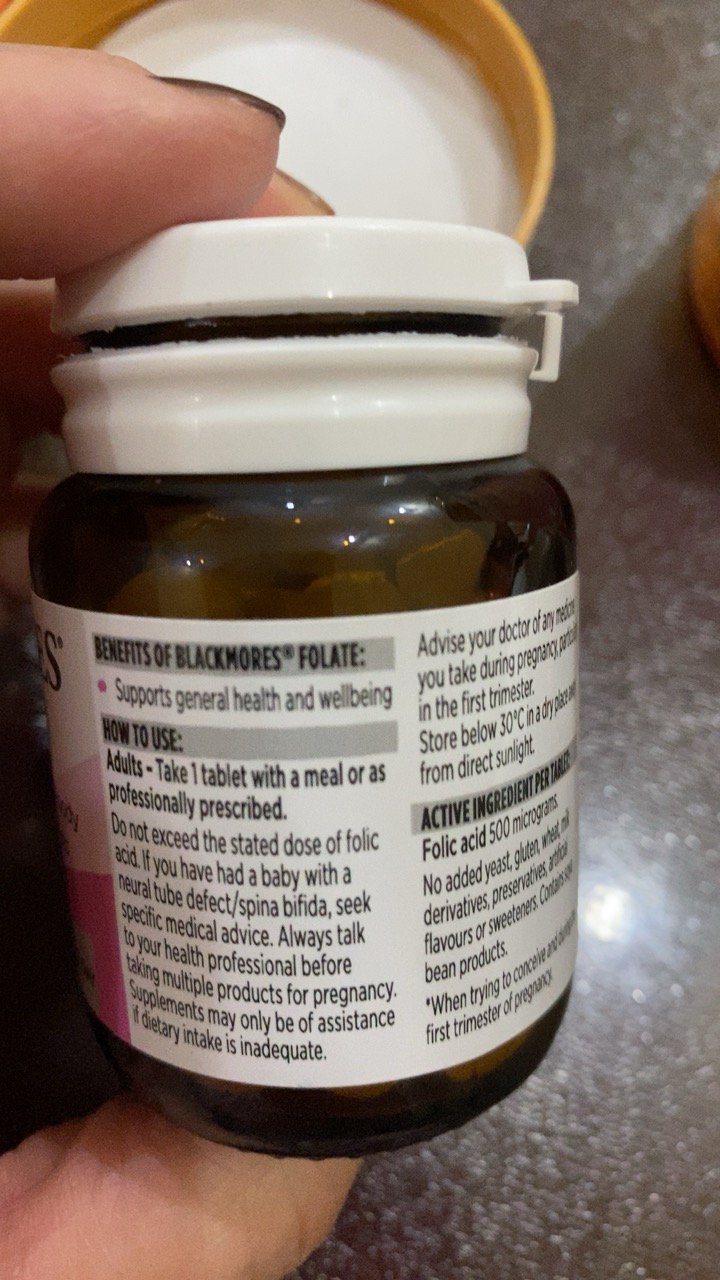 ES®
BENEFITS OF BLACKMORES® FOLATE:
• Supports general health and wellbeing
HOW TO USE:
Adults - Take 1 tablet with a meal or as
professionally prescribed.
Do not exceed the stated dose of folic
acid. If you have had a baby with a
neural tube defect/spina bifida, seek
specific medical advice. Always talk
to your health professional before
taking multiple products for pregnancy.
Supplements may only be of assistance
if dietary intake is inadequate.
Advise your doctor of any medicine
you take during pregnancy,
in the first trimester.
Store below 30°C in a dry place
from direct sunlight.
ACTIVE INGREDIENT PER TABLET:
Folic acid 500 micrograms.
No added yeast, gluten, wheat, milk
derivatives, preservatives, artificial
flavours or sweeteners. Contains
bean products.
*When trying to conceive and
first trimester of pregnancy.